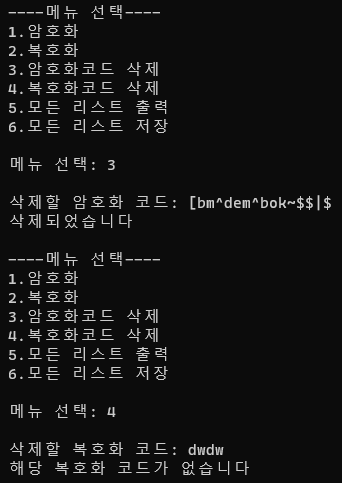 ----메뉴 선택----
1.암호화
2.복호화
3.암호화코드 삭제
4.복호화코드 삭제
5.모든 리스트 출력
6.모든 리스트 저장
메뉴 선택: 3
삭제할 암호화 코드: [bm^dem^bok~$$|$
삭제되었습니다
----메뉴 선택----
1.암호화
2.복호화
3.암호화코드 삭제
4.복호화코드 삭제
5.모든 리스트 출력
6.모든 리스트 저장
메뉴 선택: 4
삭제할 복호화 코드: dwdw
해당 복호화 코드가 없습니다